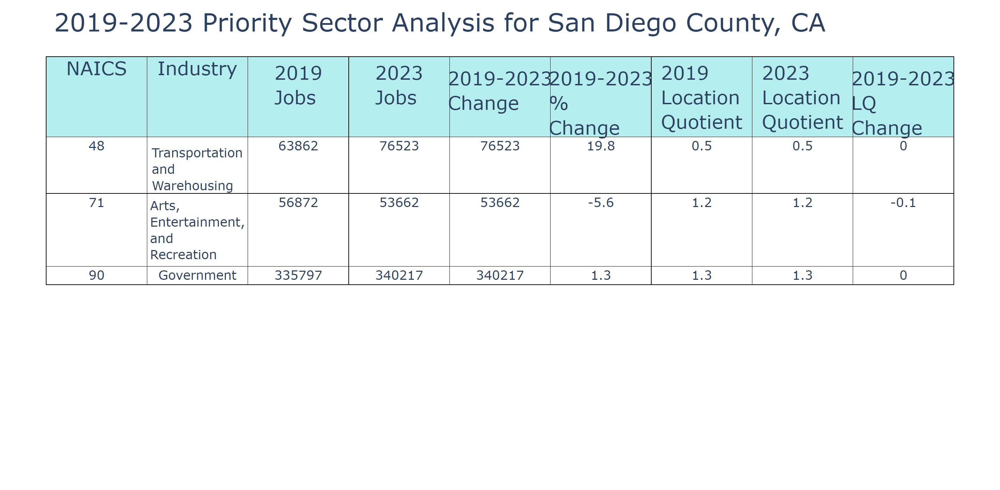 2019-2023 Priority Sector Analysis for San Diego County, CA
NAICS Industry 2019 Jobs 2023 Jobs 2019-2023 Change 2019-2023 % Change 2019 Location Quotient 2023 Location Quotient 2019-2023 LQ Change
48 Transportation and Warehousing 63862 76523 76523 19.8 0.5 0.5 0
71 Arts, Entertainment, and Recreation 56872 53662 53662 -5.6 1.2 1.2 -0.1
90 Government 335797 340217 340217 1.3 1.3 1.3 0